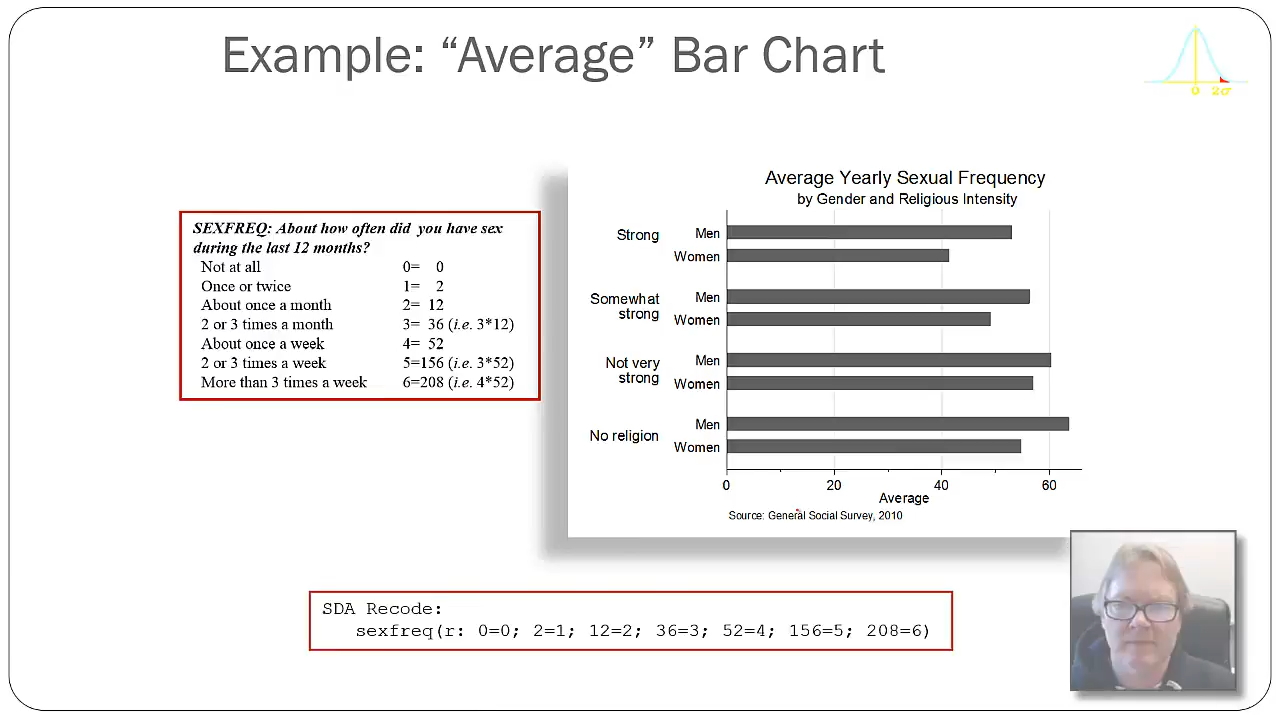 Example: “Average” Bar Chart
0 2σ
SEXFREQ: About how often did you have sex
during the last 12 months?
Not at all 0= 0
Once or twice 1= 2
About once a month 2= 12
2 or 3 times a month 3= 36 (i.e. 3*12)
About once a week 4= 52
2 or 3 times a week 5=156 (i.e. 3*52)
More than 3 times a week 6=208 (i.e. 4*52)
Average Yearly Sexual Frequency
by Gender and Religious Intensity
Strong
Men
Women
Somewhat
strong
Men
Women
Not very
strong
Men
Women
No religion
Men
Women
0 20 40 60
Average
Source: General Social Survey, 2010
SDA Recode:
sexfreq(r: 0=0; 2=1; 12=2; 36=3; 52=4; 156=5; 208=6)